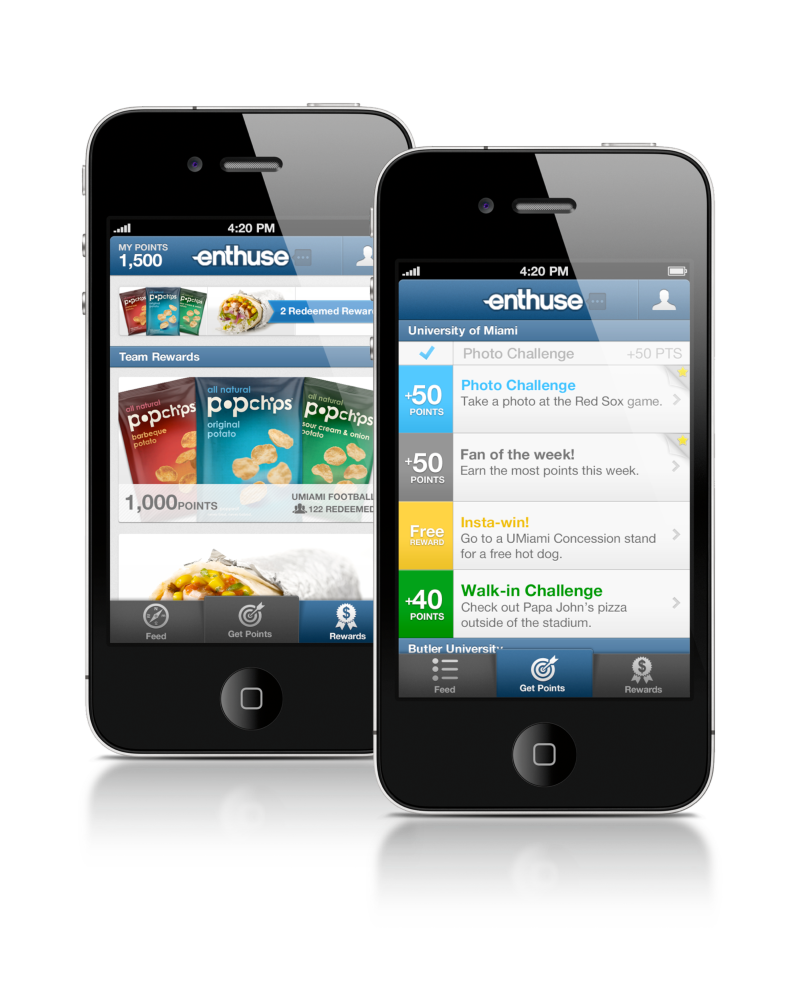 4:20 PM
MY POINTS
1,500
enthuse
2 Redeemed Rewar
Team Rewards
all natural
popchips
barbeque
potato
all natural
popchips
original
potato
all natural
popchips
sour cream & onion
potato
1,000POINTS
UMIAMI FOOTBALL
122 REDEEMED
Feed
Get Points
Rewards
4:20 PM
enthuse
University of Miami
Photo Challenge +50 PTS
+50
POINTS
Photo Challenge
Take a photo at the Red Sox game.
+50
POINTS
Fan of the week!
Earn the most points this week.
Free
REWARD
Insta-win!
Go to a UMiami Concession stand
for a free hot dog.
+40
POINTS
Walk-in Challenge
Check out Papa John's pizza
outside of the stadium.
Butler University
Feed
Get Points
Rewards